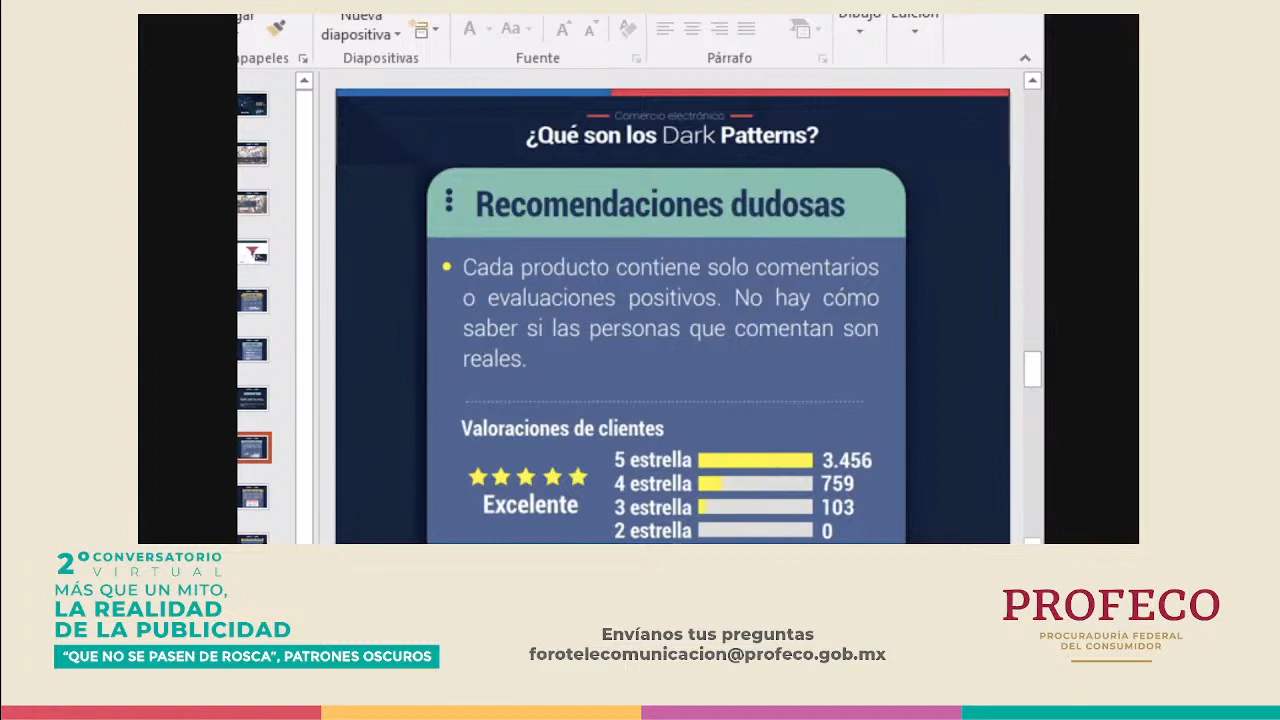 Nueva
Dibujo
Edición
diapositiva
Aa
papeles
Diapositivas
Fuente
Párrafo
Comercio electrónico
¿Qué son los Dark Patterns?
Recomendaciones dudosas
Cada producto contiene solo comentarios
o evaluaciones positivos. No hay cómo
saber si las personas que comentan son
reales.
Valoraciones de clientes
Excelente
5 estrella 3.456
4 estrella 759
3 estrella 103
2 estrella 0
2º CONVERSATORIO
VIRTUAL
MÁS QUE UN MITO,
LA REALIDAD
DE LA PUBLICIDAD
“QUE NO SE PASEN DE ROSCA”, PATRONES OSCUROS
Envíanos tus preguntas
forotelecomunicacion@profeco.gob.mx
PROFECO
PROCURADURÍA FEDERAL
DEL CONSUMIDOR